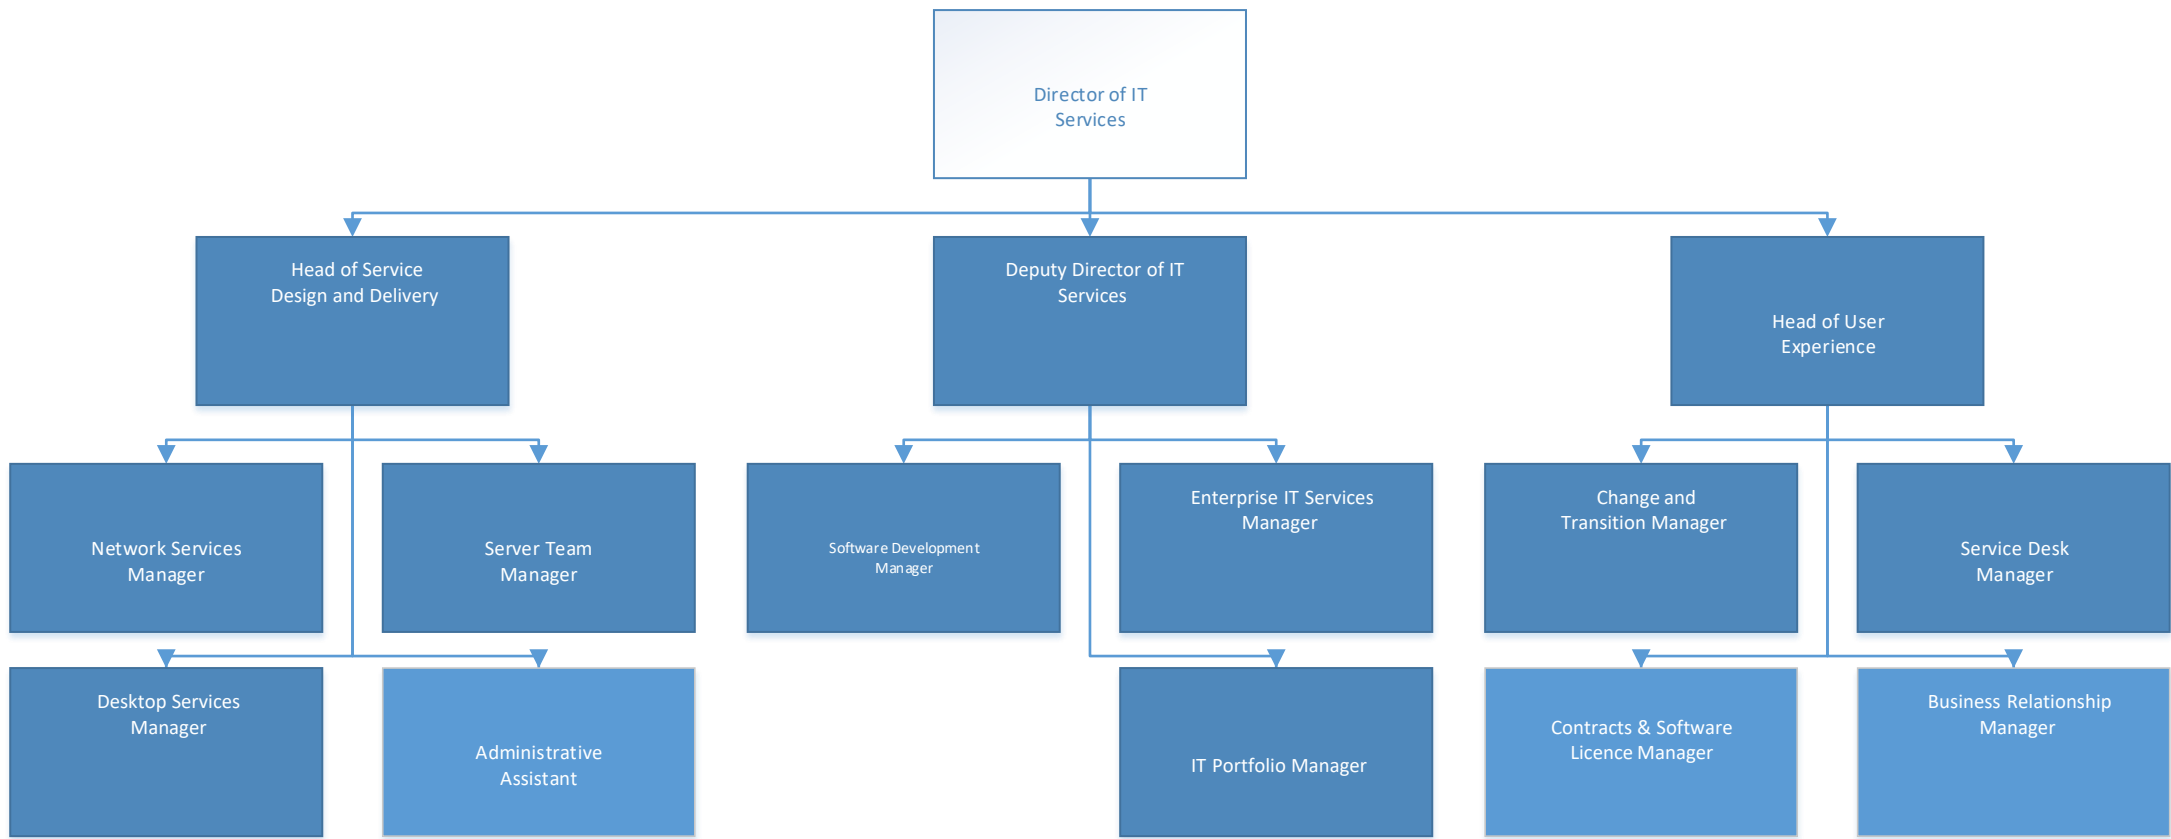 Director of IT
Services
Head of Service
Design and Delivery
Deputy Director of IT
Services
Head of User
Experience
Network Services
Manager
Server Team
Manager
Software Development
Manager
Enterprise IT Services
Manager
Change and
Transition Manager
Service Desk
Manager
Desktop Services
Manager
Administrative
Assistant
IT Portfolio Manager
Contracts & Software
Licence Manager
Business Relationship
Manager